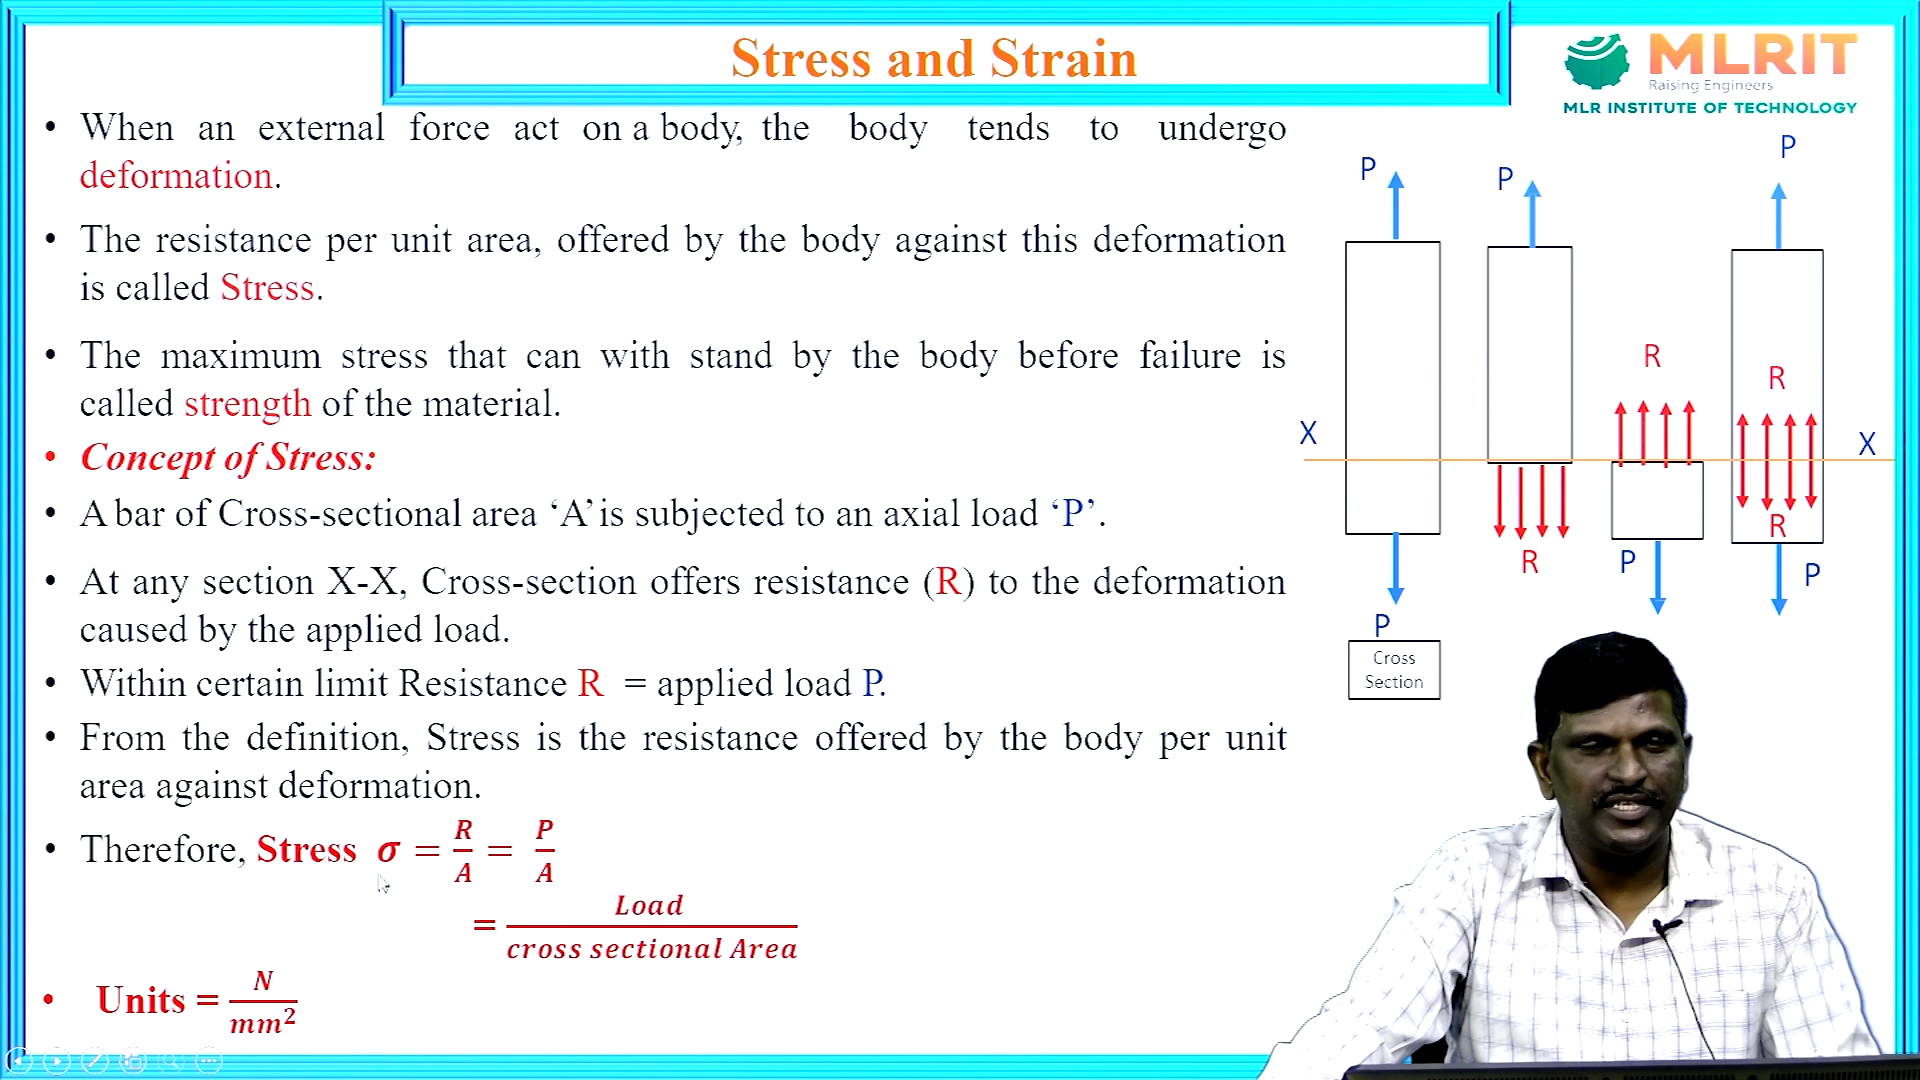 Stress and Strain
MLRIT
Raising Engineers
MLR INSTITUTE OF TECHNOLOGY
• When an external force act on a body, the body tends to undergo
deformation.
• The resistance per unit area, offered by the body against this deformation
is called Stress.
• The maximum stress that can with stand by the body before failure is
called strength of the material.
• Concept of Stress:
• A bar of Cross-sectional area ‘A’ is subjected to an axial load ‘P’.
• At any section X-X, Cross-section offers resistance (R) to the deformation
caused by the applied load.
• Within certain limit Resistance R = applied load P.
• From the definition, Stress is the resistance offered by the body per unit
area against deformation.
• Therefore, Stress σ = R/A = P/A
= Load/cross sectional Area
• Units = N/mm²
P
P
P
R
R
X
X
R
R
P
P
P
Cross
Section